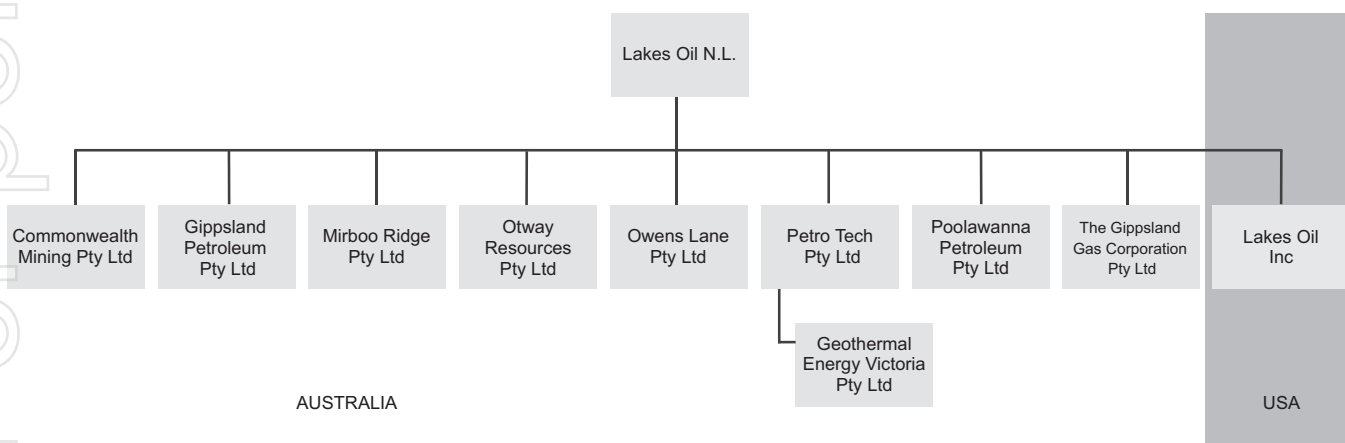 Lakes Oil N.L.
Commonwealth
Mining Pty Ltd
Gippsland
Petroleum
Pty Ltd
Mirboo Ridge
Pty Ltd
Otway
Resources
Pty Ltd
Owens Lane
Pty Ltd
Petro Tech
Pty Ltd
Poolawanna
Petroleum
Pty Ltd
The Gippsland
Gas Corporation
Pty Ltd
Lakes Oil
Inc
Geothermal
Energy Victoria
Pty Ltd
AUSTRALIA
USA